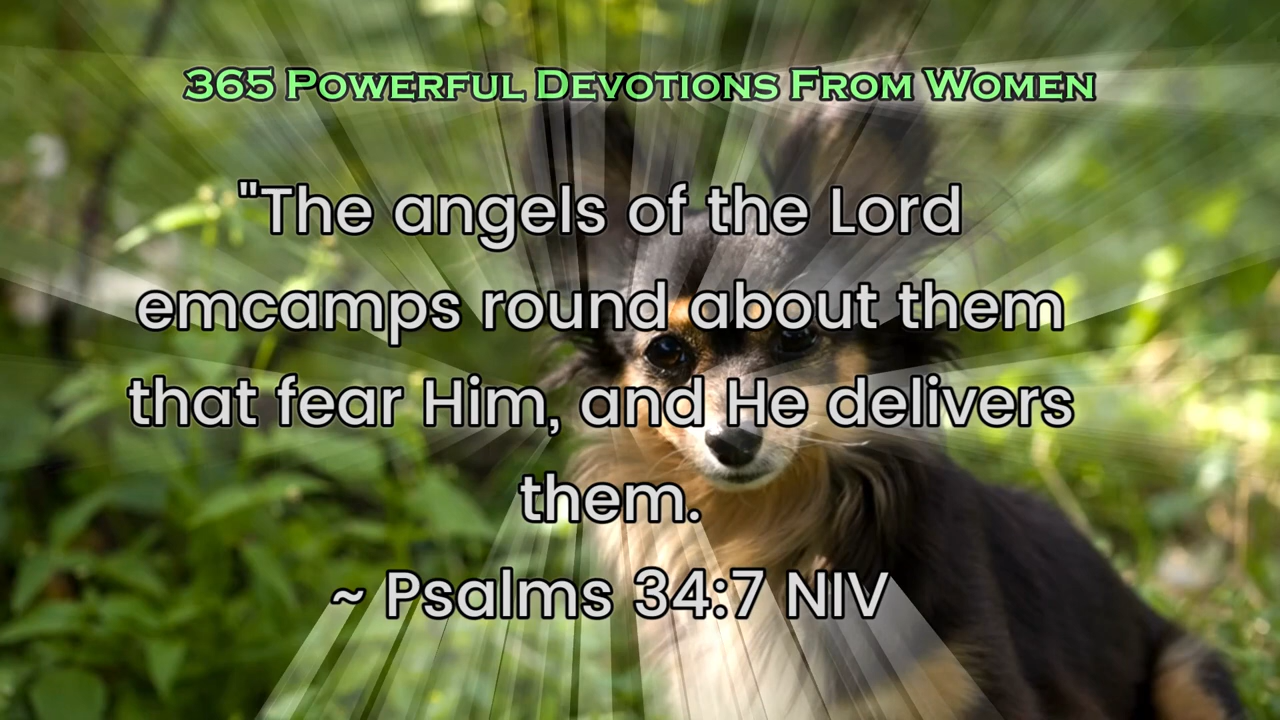 365 Powerful Devotions From Women
"The angels of the Lord
emcamps round about them
that fear Him, and He delivers
them.
~ Psalms 34:7 NIV